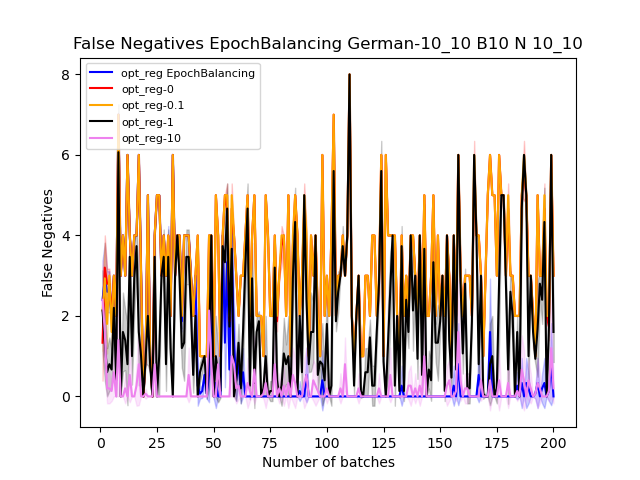 False Negatives EpochBalancing German-10_10 B10 N 10_10
8
6
4
2
0
False Negatives
opt_reg EpochBalancing
opt_reg-0
opt_reg-0.1
opt_reg-1
opt_reg-10
0 25 50 75 100 125 150 175 200
Number of batches